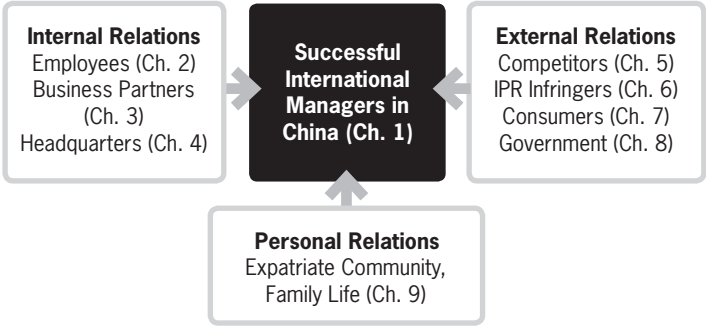 Internal Relations
Employees (Ch. 2)
Business Partners
(Ch. 3)
Headquarters (Ch. 4)
Successful
International
Managers in
China (Ch. 1)
External Relations
Competitors (Ch. 5)
IPR Infringers (Ch. 6)
Consumers (Ch. 7)
Government (Ch. 8)
Personal Relations
Expatriate Community,
Family Life (Ch. 9)